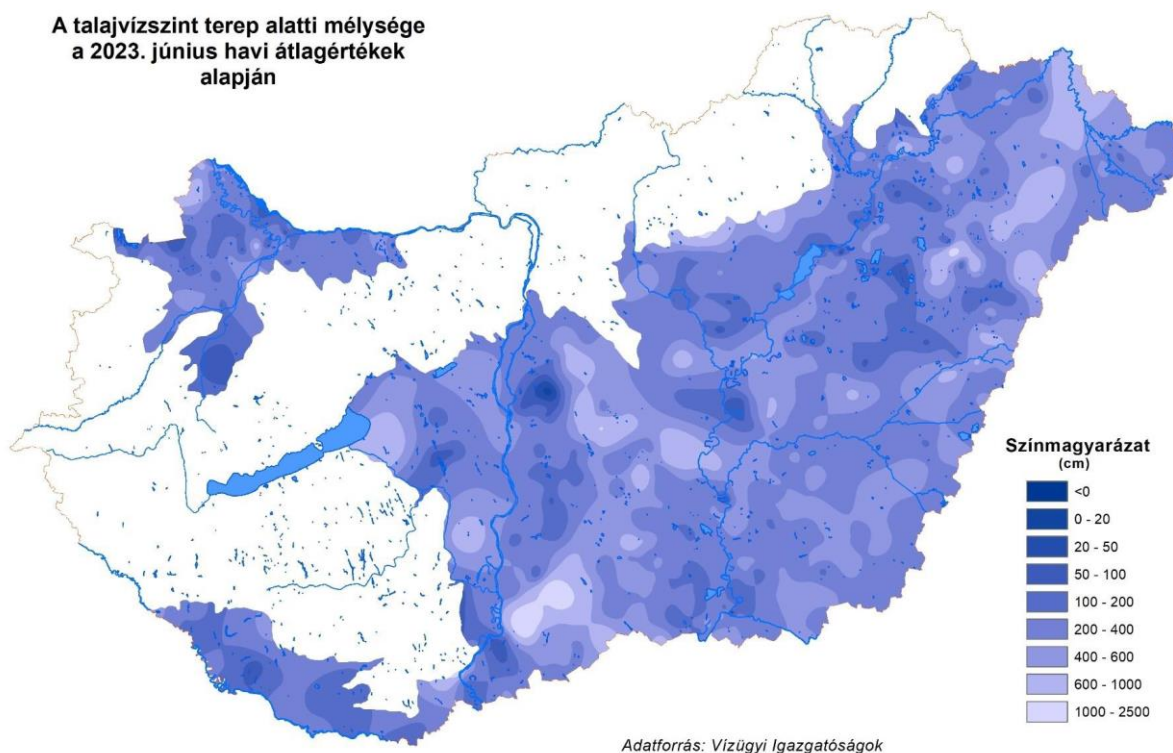 A talajvízszint terep alatti mélysége
a 2023. június havi átlagértékek
alapján
Színmagyarázat
(cm)
<0
0 - 20
20 - 50
50 - 100
100 - 200
200 - 400
400 - 600
600 - 1000
1000 - 2500
Adatforrás: Vízügyi Igazgatóságok